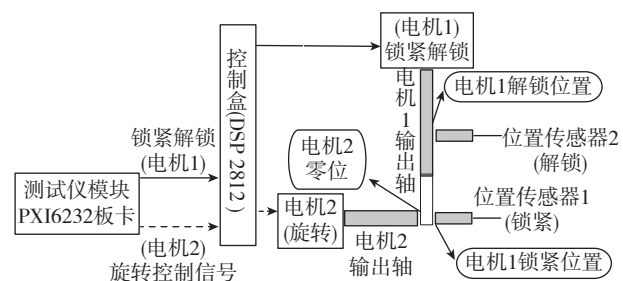 (电机1)
锁紧解锁
控制盒(DSP 2812)
电机1输出轴
电机1解锁位置
锁紧解锁
(电机1)
电机2
零位
位置传感器2
(解锁)
测试仪模块
PXI6232板卡
电机2
(旋转)
位置传感器1
(锁紧)
(电机2)
旋转控制信号
电机2
输出轴
电机1锁紧位置